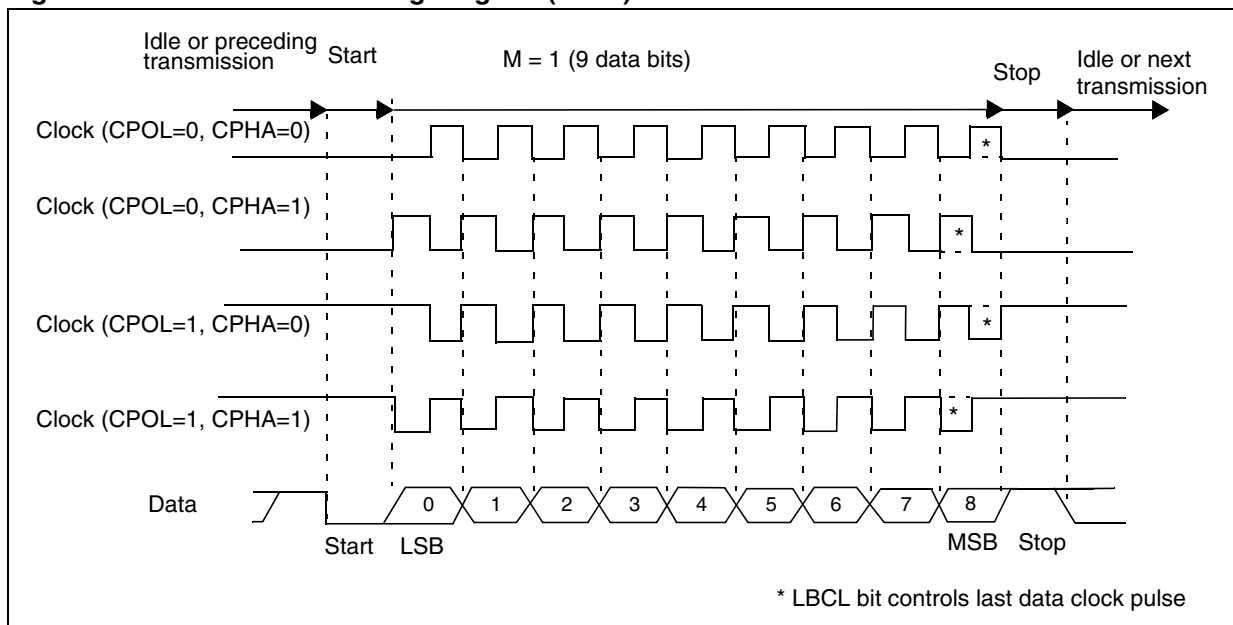 Idle or preceding
transmission
Start
M = 1 (9 data bits)
Stop
Idle or next
transmission
Clock (CPOL=0, CPHA=0)
*
Clock (CPOL=0, CPHA=1)
*
Clock (CPOL=1, CPHA=0)
*
Clock (CPOL=1, CPHA=1)
*
Data
0 1 2 3 4 5 6 7 8
Start LSB MSB Stop
* LBCL bit controls last data clock pulse